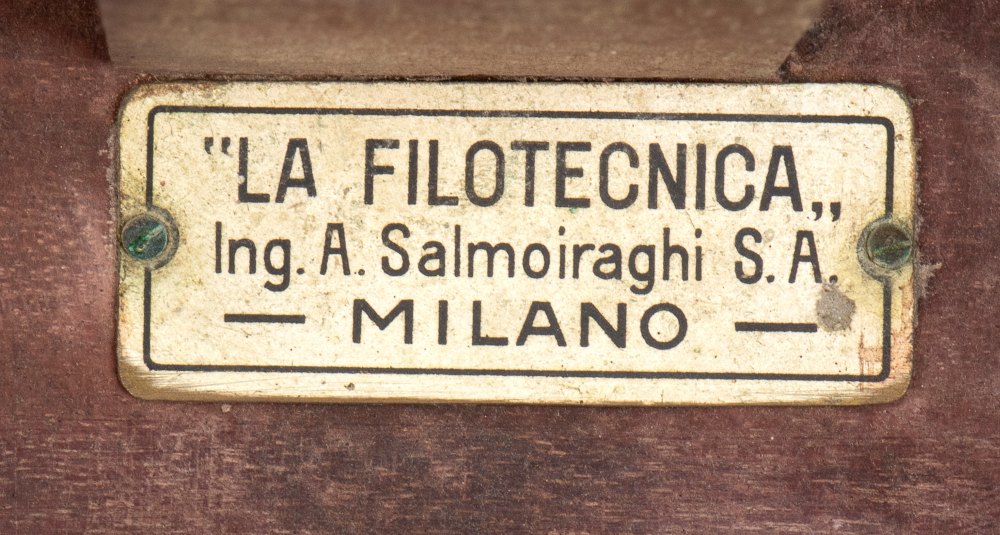 "LA FILOTECNICA„
Ing. A. Salmoiraghi S. A.
— MILANO —